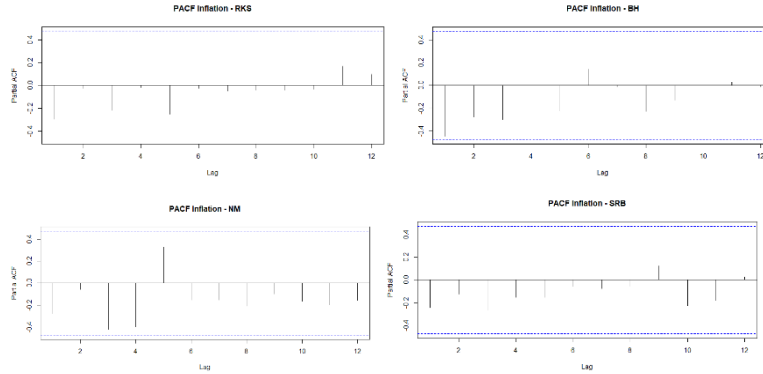 PACF Inflation - RKS
PACF Inflation - BH
Partial ACF
0.4
0.2
0.0
-0.2
-0.4
2 4 6 8 10 12
Lag
Partial ACF
0.4
0.2
0.0
-0.2
-0.4
2 4 6 8 10 12
Lag
PACF Inflation - NM
PACF Inflation - SRB
Partial ACF
0.4
0.2
0.0
-0.2
-0.4
2 4 6 8 10 12
Lag
Partial ACF
0.4
0.2
0.0
-0.2
-0.4
2 4 6 8 10 12
Lag